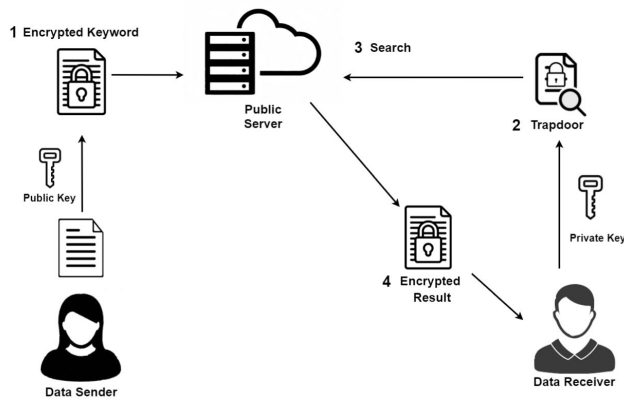 1 Encrypted Keyword
3 Search
Public
Server
2 Trapdoor
Public Key
Private Key
4 Encrypted
Result
Data Sender
Data Receiver